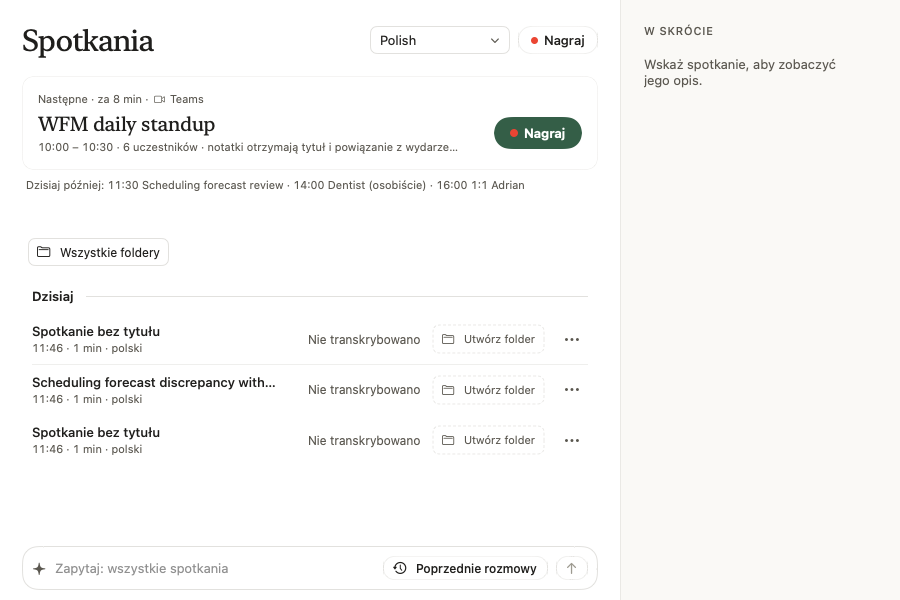 Spotkania
Polish
Nagraj
Następne · za 8 min · Teams
WFM daily standup
10:00 – 10:30 · 6 uczestników · notatki otrzymają tytuł i powiązanie z wydarze...
Nagraj
Dzisiaj później: 11:30 Scheduling forecast review · 14:00 Dentist (osobiście) · 16:00 1:1 Adrian
Wszystkie foldery
Dzisiaj
Spotkanie bez tytułu
11:46 · 1 min · polski
Nie transkrybowano
Utwórz folder
Scheduling forecast discrepancy with...
11:46 · 1 min · polski
Nie transkrybowano
Utwórz folder
Spotkanie bez tytułu
11:46 · 1 min · polski
Nie transkrybowano
Utwórz folder
Zapytaj: wszystkie spotkania
Poprzednie rozmowy
W SKRÓCIE
Wskaż spotkanie, aby zobaczyć
jego opis.